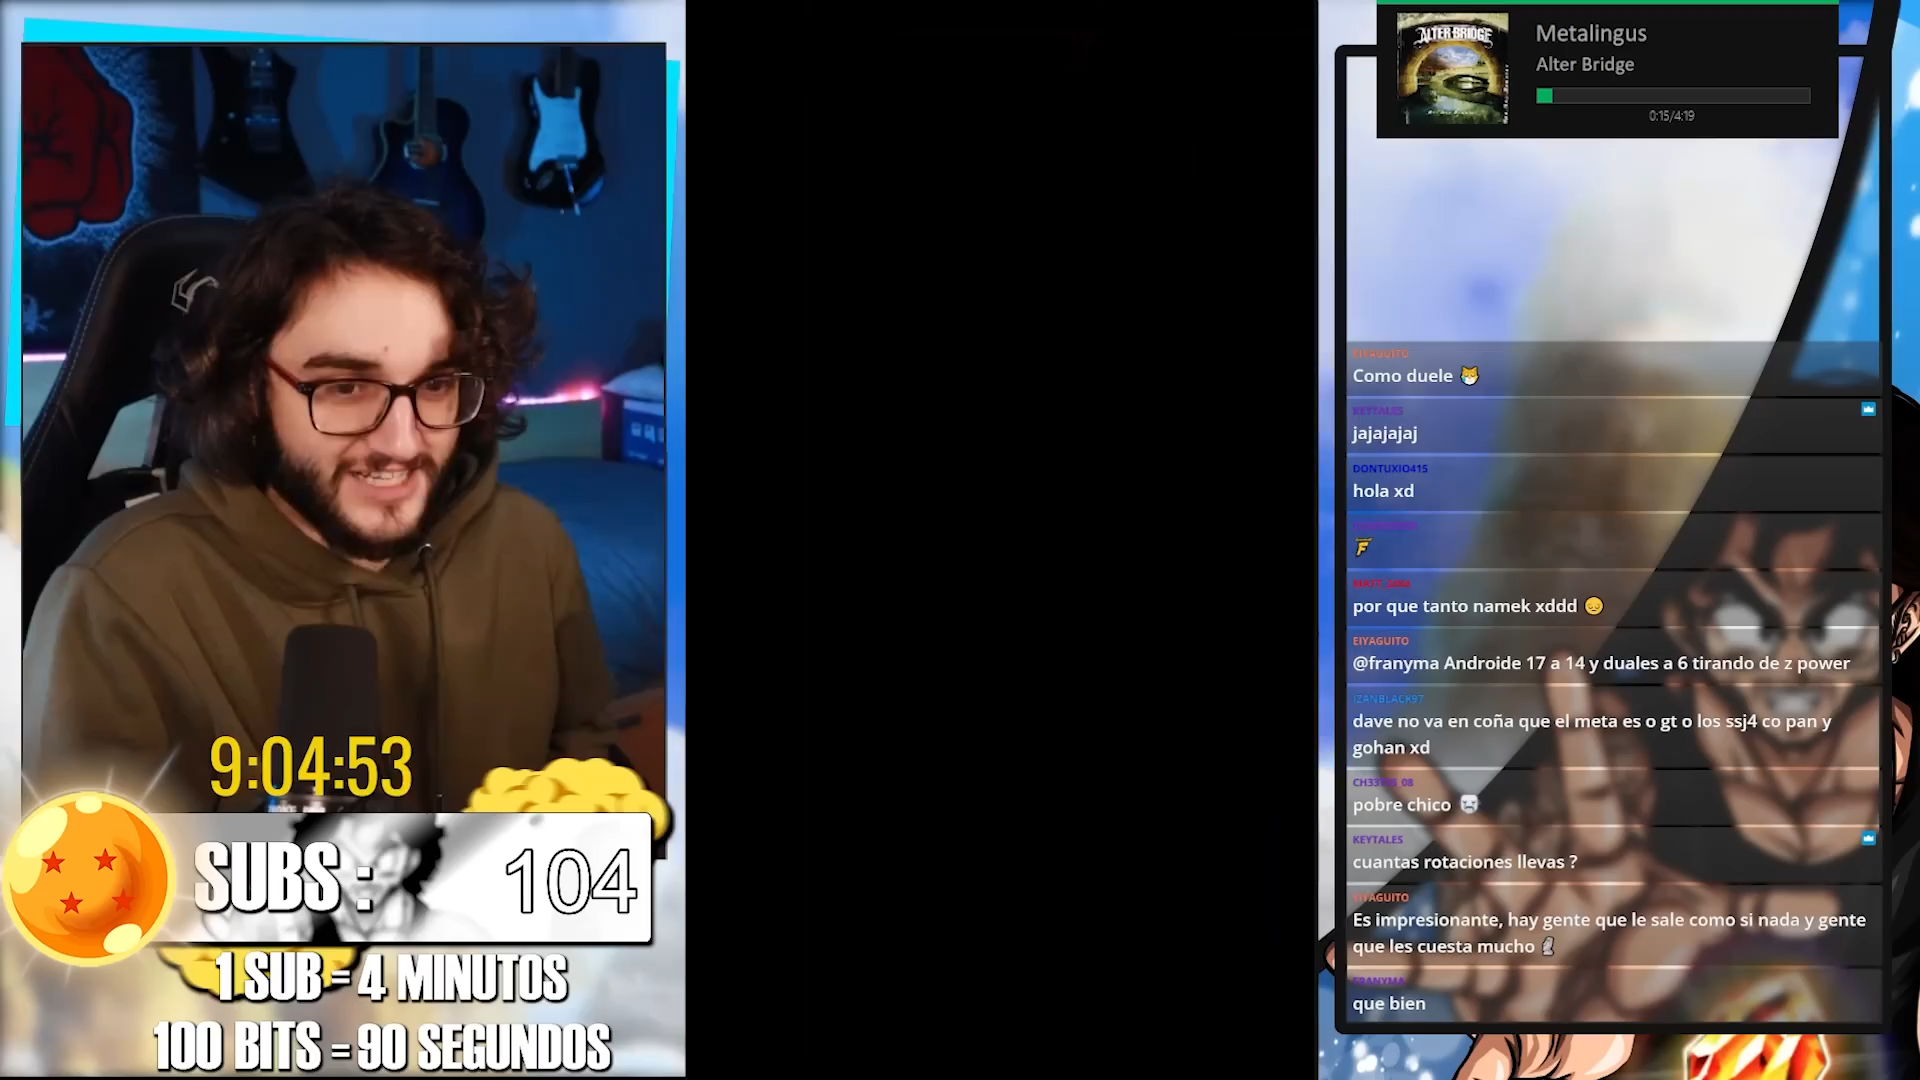 9:04:53
SUBS : 104
1 SUB = 4 MINUTOS
100 BITS = 90 SEGUNDOS
ALTER BRIDGE
Metalingus
Alter Bridge
0:15/4:19
EIYAGUITO
Como duele
KEYTALES
jajajajaj
DONTUXIO415
hola xd
F
por que tanto namek xddd
EIYAGUITO
@franyma Androide 17 a 14 y duales a 6 tirando de z power
IZANBLACK97
dave no va en coña que el meta es o gt o los ssj4 co pan y
gohan xd
pobre chico
KEYTALES
cuantas rotaciones llevas ?
EIYAGUITO
Es impresionante, hay gente que le sale como si nada y gente
que les cuesta mucho
FRANYMA
que bien